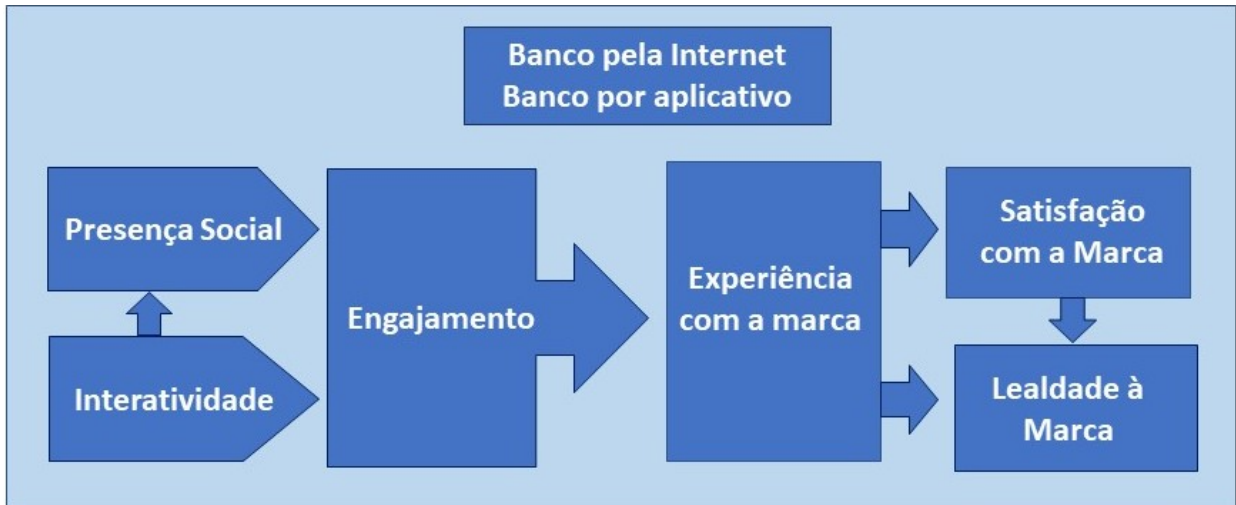 Banco pela Internet
Banco por aplicativo
Presença Social
Interatividade
Engajamento
Experiência
com a marca
Satisfação
com a Marca
Lealdade à
Marca